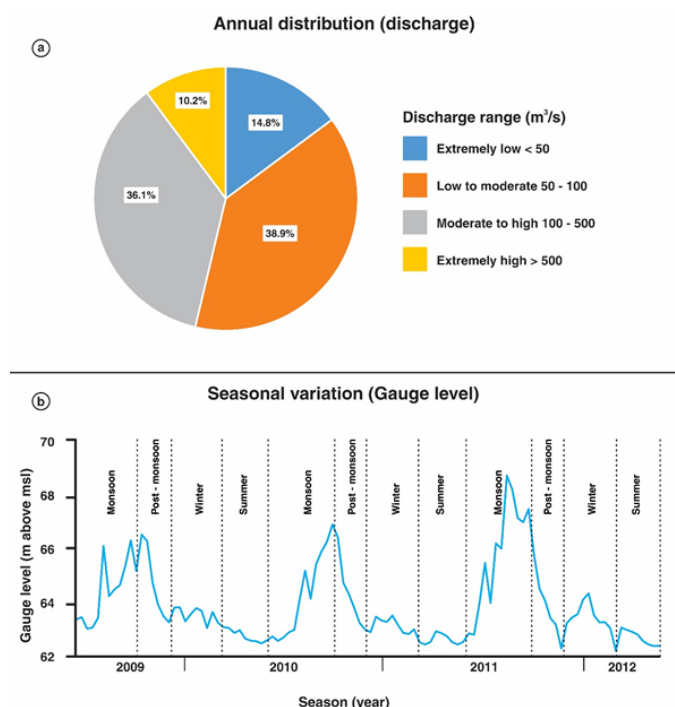 Annual distribution (discharge)
a
10.2%
14.8%
36.1%
38.9%
Discharge range (m³/s)
Extremely low < 50
Low to moderate 50 - 100
Moderate to high 100 - 500
Extremely high > 500
b
Seasonal variation (Gauge level)
Gauge level (m above msl)
70
68
66
64
62
Monsoon
Post - monsoon
Winter
Summer
Monsoon
Post - monsoon
Winter
Summer
Monsoon
Post - monsoon
Winter
Summer
2009
2010
2011
2012
Season (year)